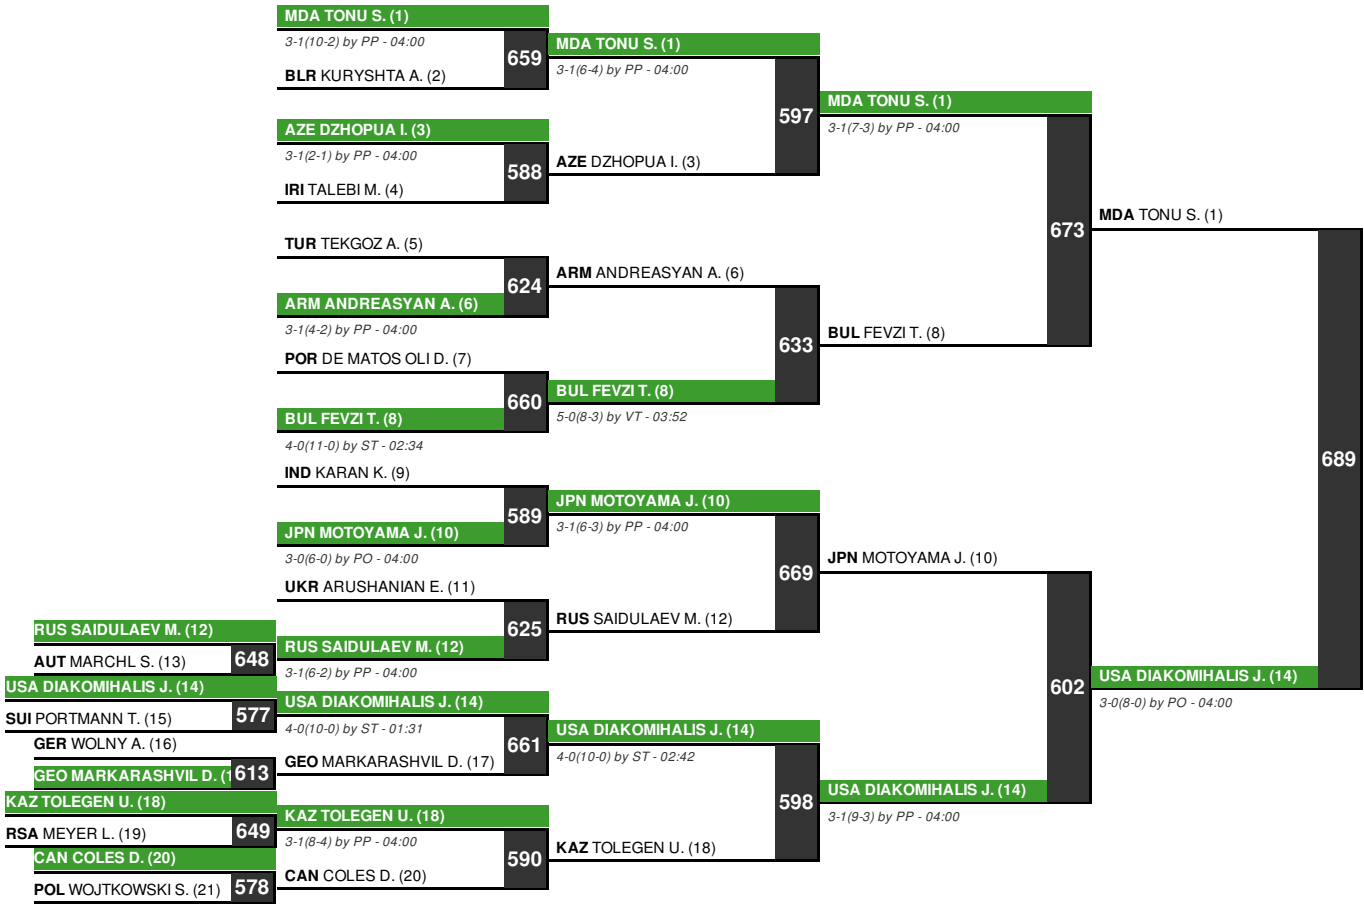 MDA TONU S. (1)
3-1(10-2) by PP - 04:00
659
BLR KURYSHTA A. (2)
MDA TONU S. (1)
3-1(6-4) by PP - 04:00
597
AZE DZHOPUA I. (3)
3-1(2-1) by PP - 04:00
588
IRI TALEBI M. (4)
AZE DZHOPUA I. (3)
MDA TONU S. (1)
3-1(7-3) by PP - 04:00
673
TUR TEKGOZ A. (5)
624
ARM ANDREASYAN A. (6)
3-1(4-2) by PP - 04:00
ARM ANDREASYAN A. (6)
633
POR DE MATOS OLI D. (7)
660
BUL FEVZI T. (8)
4-0(11-0) by ST - 02:34
BUL FEVZI T. (8)
5-0(8-3) by VT - 03:52
BUL FEVZI T. (8)
MDA TONU S. (1)
689
IND KARAN K. (9)
589
JPN MOTOYAMA J. (10)
3-0(6-0) by PO - 04:00
JPN MOTOYAMA J. (10)
3-1(6-3) by PP - 04:00
669
UKR ARUSHANIAN E. (11)
625
RUS SAIDULAEV M. (12)
3-1(6-2) by PP - 04:00
RUS SAIDULAEV M. (12)
JPN MOTOYAMA J. (10)
602
RUS SAIDULAEV M. (12)
648
AUT MARCHL S. (13)
USA DIAKOMIHALIS J. (14)
577
SUI PORTMANN T. (15)
GER WOLNY A. (16)
613
GEO MARKARASHVIL D. (1
USA DIAKOMIHALIS J. (14)
4-0(10-0) by ST - 01:31
661
GEO MARKARASHVIL D. (17)
USA DIAKOMIHALIS J. (14)
4-0(10-0) by ST - 02:42
598
KAZ TOLEGEN U. (18)
649
RSA MEYER L. (19)
CAN COLES D. (20)
578
POL WOJTKOWSKI S. (21)
KAZ TOLEGEN U. (18)
3-1(8-4) by PP - 04:00
590
CAN COLES D. (20)
KAZ TOLEGEN U. (18)
USA DIAKOMIHALIS J. (14)
3-1(9-3) by PP - 04:00
USA DIAKOMIHALIS J. (14)
3-0(8-0) by PO - 04:00